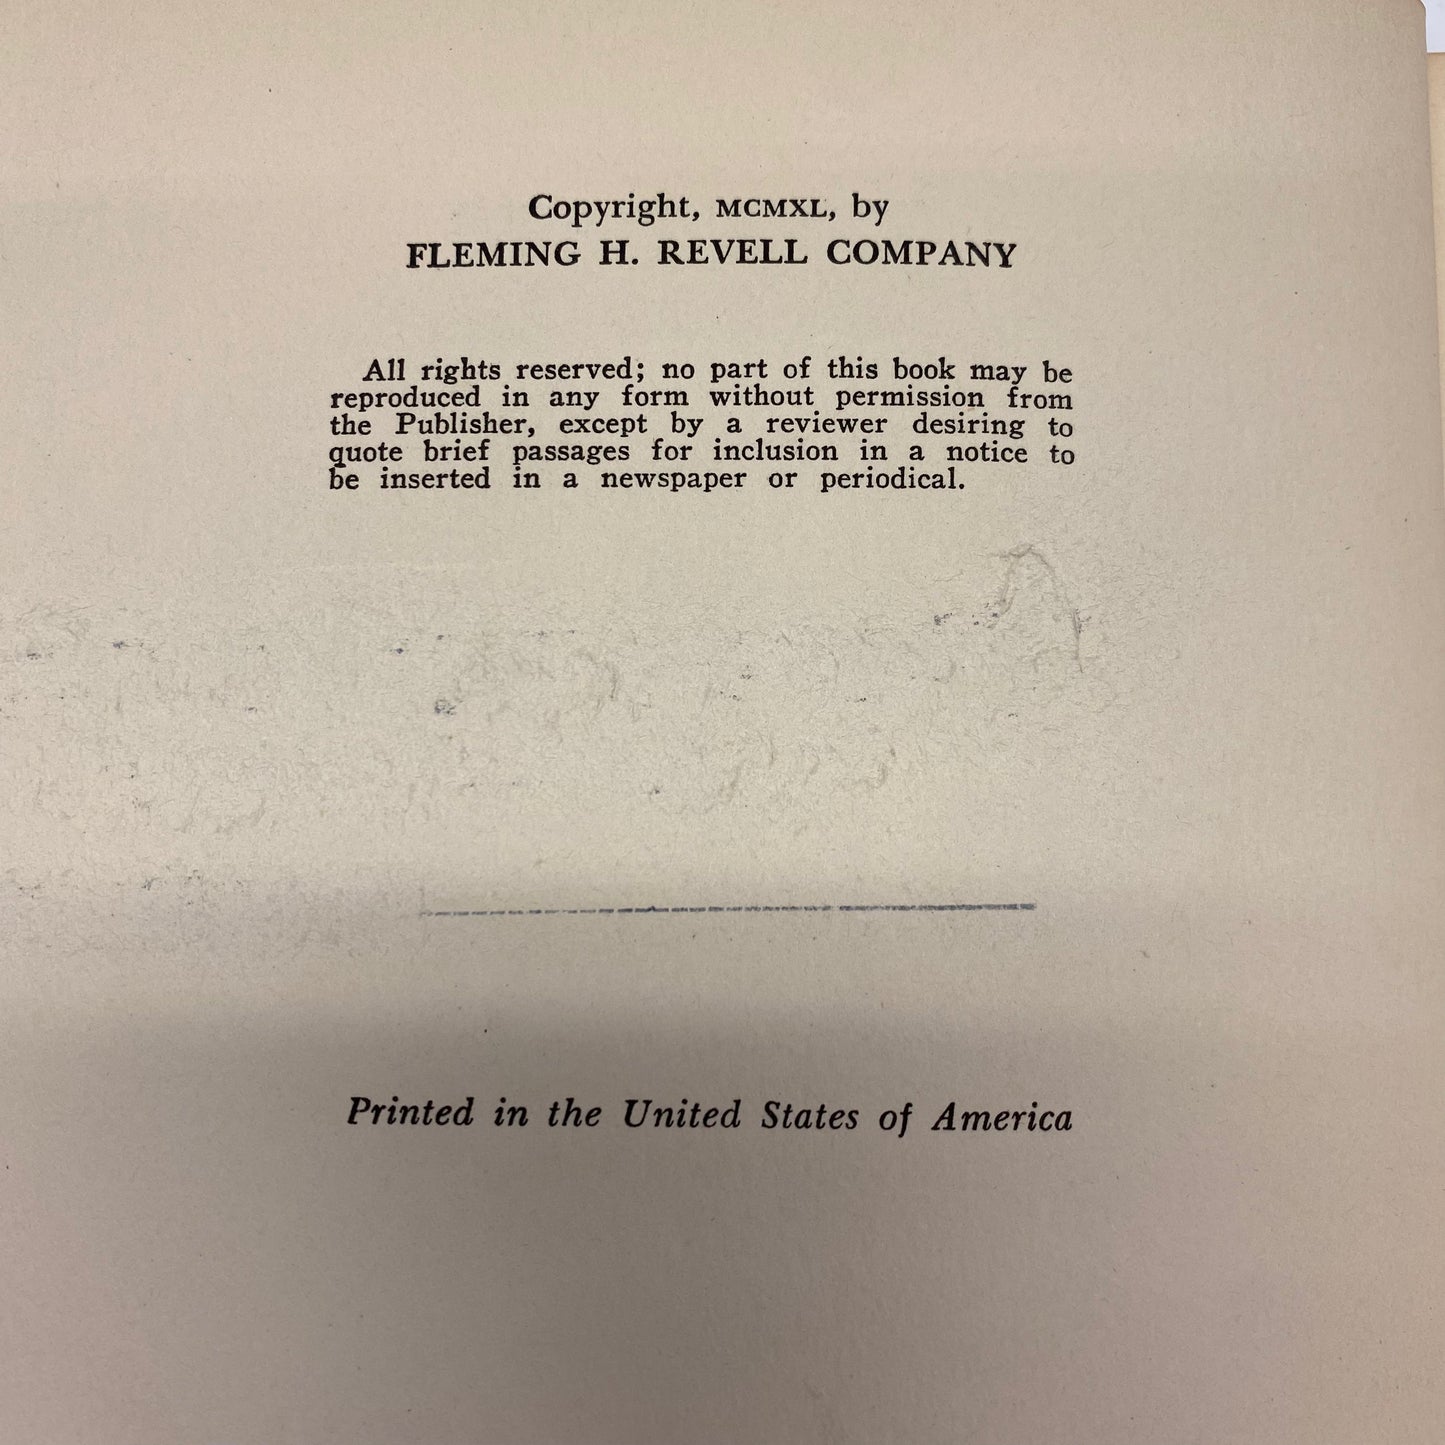 Copyright, MCMXL, by
FLEMING H. REVELL COMPANY
All rights reserved; no part of this book may be
reproduced in any form without permission from
the Publisher, except by a reviewer desiring to
quote brief passages for inclusion in a notice to
be inserted in a newspaper or periodical.
Printed in the United States of America